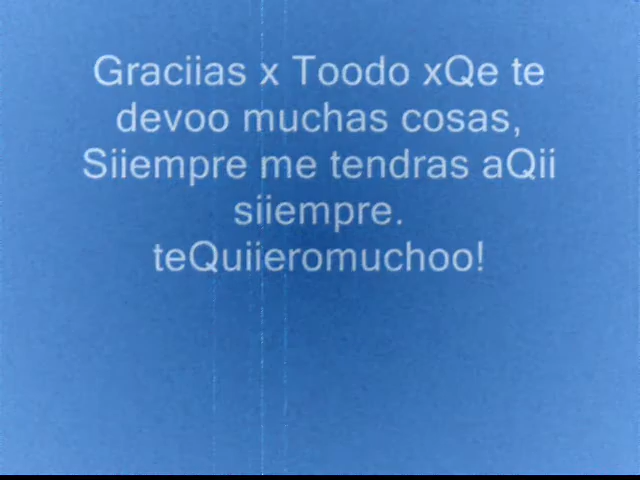 Graciias x Toodo xQe te
devoo muchas cosas,
Siiempre me tendras aQii
siiempre.
teQuiieromuchoo!